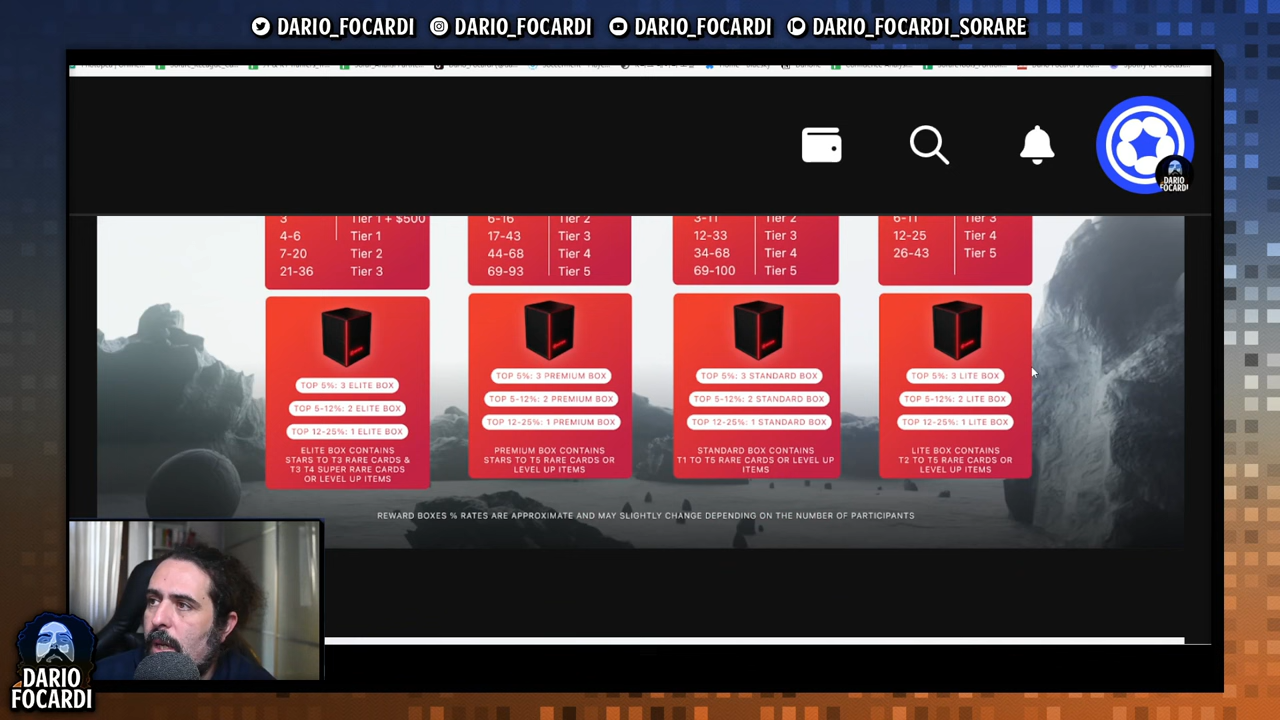 DARIO_FOCARDI DARIO_FOCARDI DARIO_FOCARDI DARIO_FOCARDI_SORARE
DARIO
FOCARDI
3 Tier 1 + $500
4-6 Tier 1
7-20 Tier 2
21-36 Tier 3
6-16 Tier 2
17-43 Tier 3
44-68 Tier 4
69-93 Tier 5
3-11 Tier 2
12-33 Tier 3
34-68 Tier 4
69-100 Tier 5
6-11 Tier 3
12-25 Tier 4
26-43 Tier 5
TOP 5%: 3 ELITE BOX
TOP 5-12%: 2 ELITE BOX
TOP 12-25%: 1 ELITE BOX
ELITE BOX CONTAINS
STARS TO T3 RARE CARDS &
T3 T4 SUPER RARE CARDS
OR LEVEL UP ITEMS
TOP 5%: 3 PREMIUM BOX
TOP 5-12%: 2 PREMIUM BOX
TOP 12-25%: 1 PREMIUM BOX
PREMIUM BOX CONTAINS
STARS TO T5 RARE CARDS OR
LEVEL UP ITEMS
TOP 5%: 3 STANDARD BOX
TOP 5-12%: 2 STANDARD BOX
TOP 12-25%: 1 STANDARD BOX
STANDARD BOX CONTAINS
T1 TO T5 RARE CARDS OR LEVEL UP
ITEMS
TOP 5%: 3 LITE BOX
TOP 5-12%: 2 LITE BOX
TOP 12-25%: 1 LITE BOX
LITE BOX CONTAINS
T2 TO T5 RARE CARDS OR
LEVEL UP ITEMS
REWARD BOXES % RATES ARE APPROXIMATE AND MAY SLIGHTLY CHANGE DEPENDING ON THE NUMBER OF PARTICIPANTS
DARIO
FOCARDI